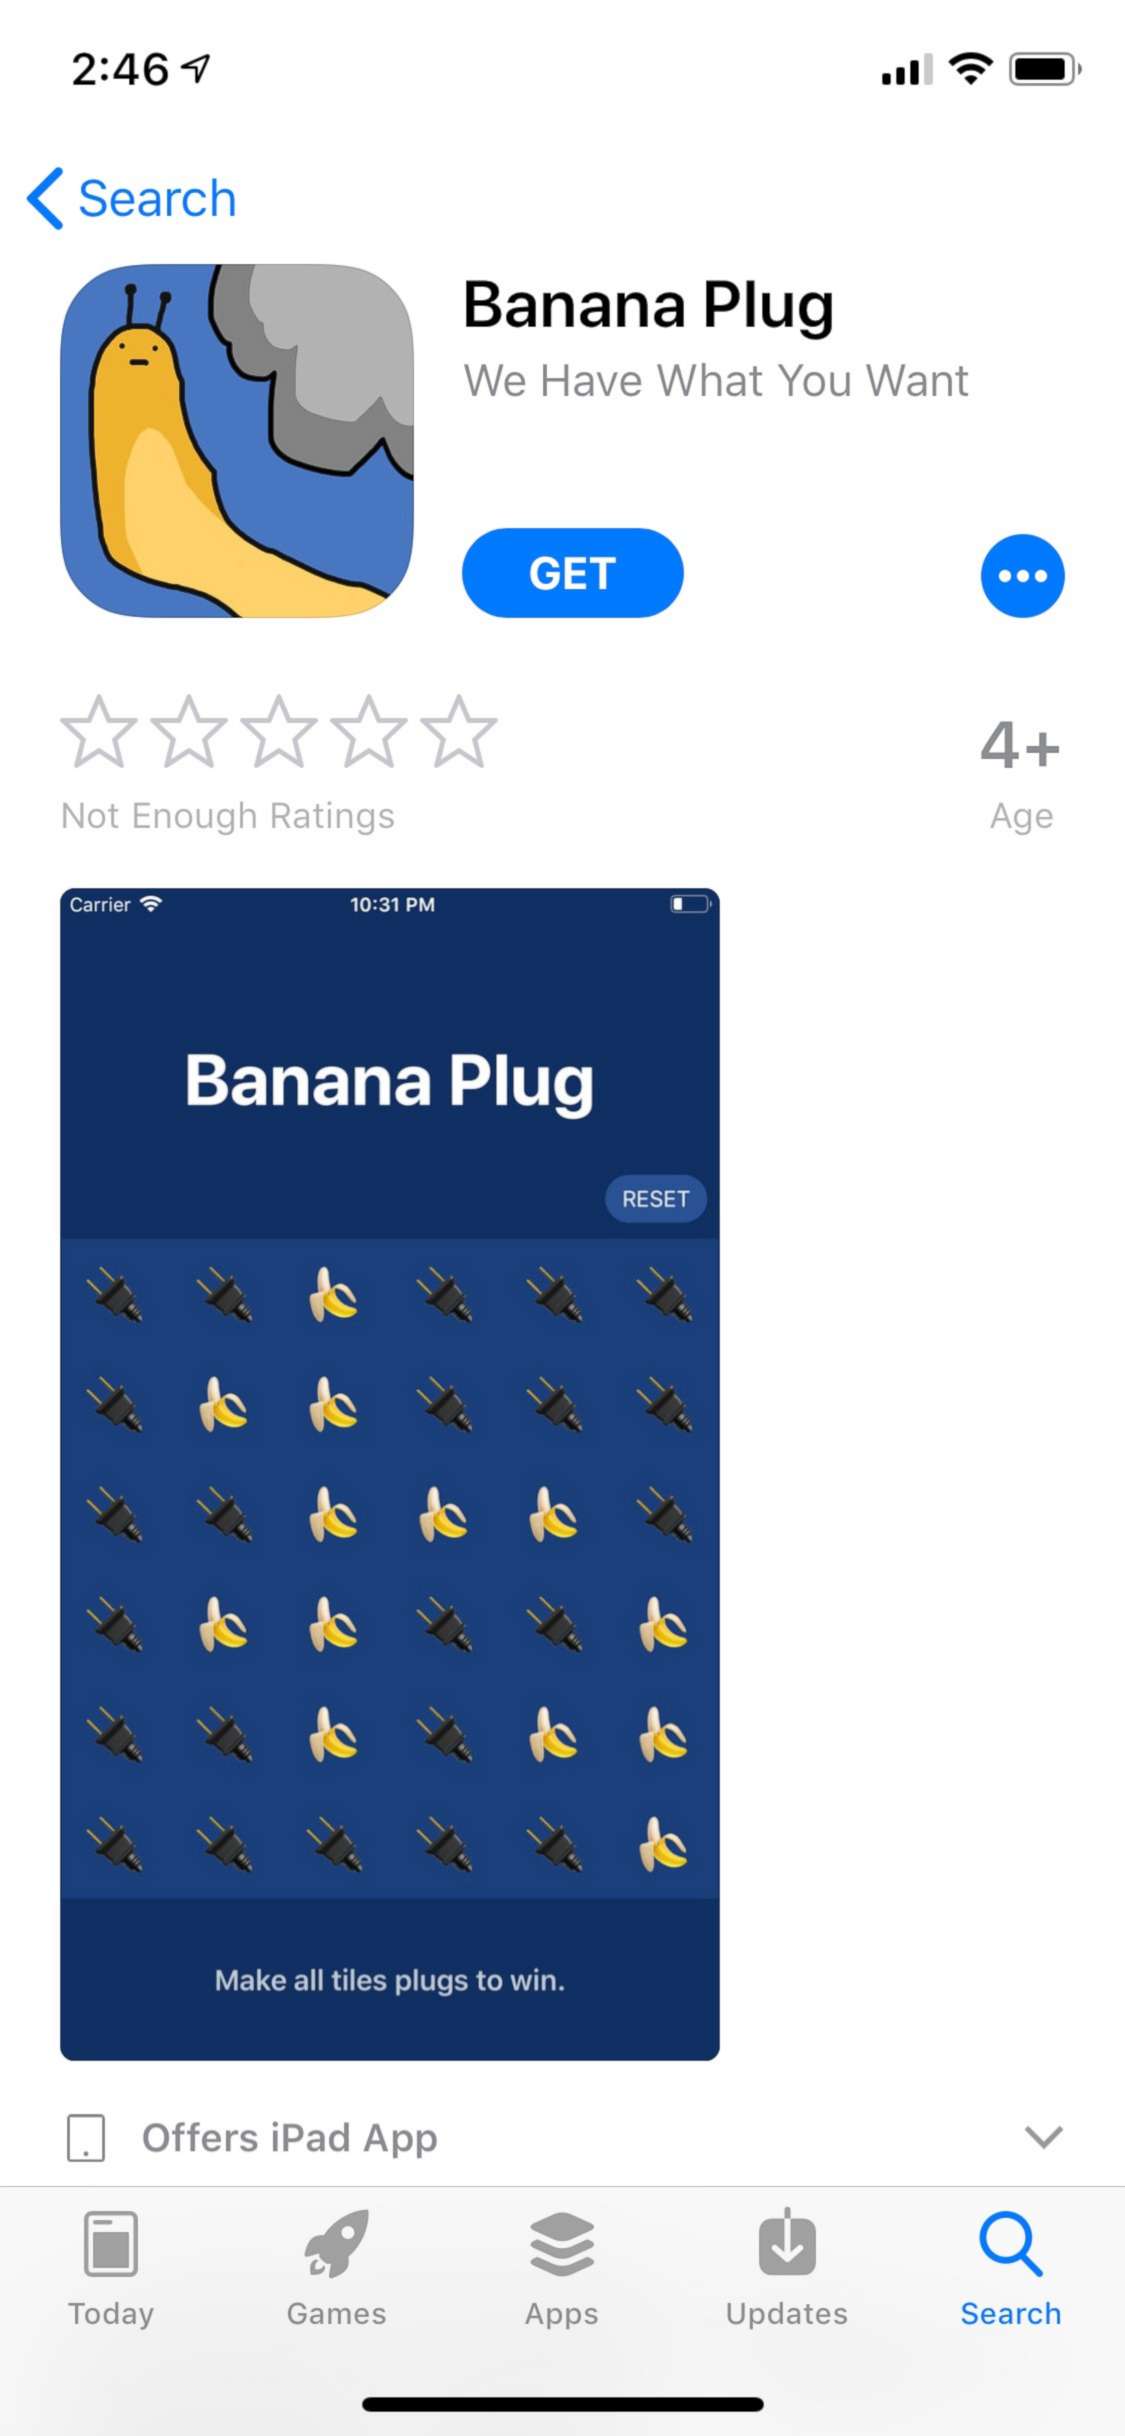 2:46
Search
Banana Plug
We Have What You Want
GET
Not Enough Ratings
4+
Age
Carrier
10:31 PM
Banana Plug
RESET
Make all tiles plugs to win.
Offers iPad App
Today
Games
Apps
Updates
Search